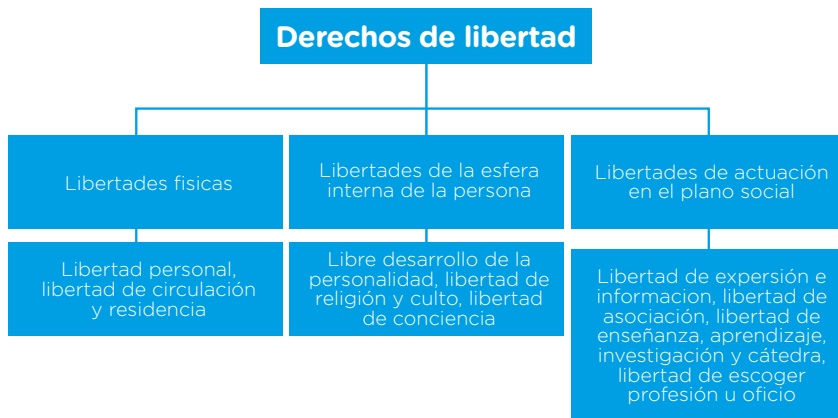 Derechos de libertad
Libertades fisicas
Libertades de la esfera
interna de la persona
Libertades de actuación
en el plano social
Libertad personal,
libertad de circulación
y residencia
Libre desarrollo de la
personalidad, libertad de
religión y culto, libertad
de conciencia
Libertad de expersión e
informacion, libertad de
asociación, libertad de
enseñanza, aprendizaje,
investigación y cátedra,
libertad de escoger
profesión u oficio